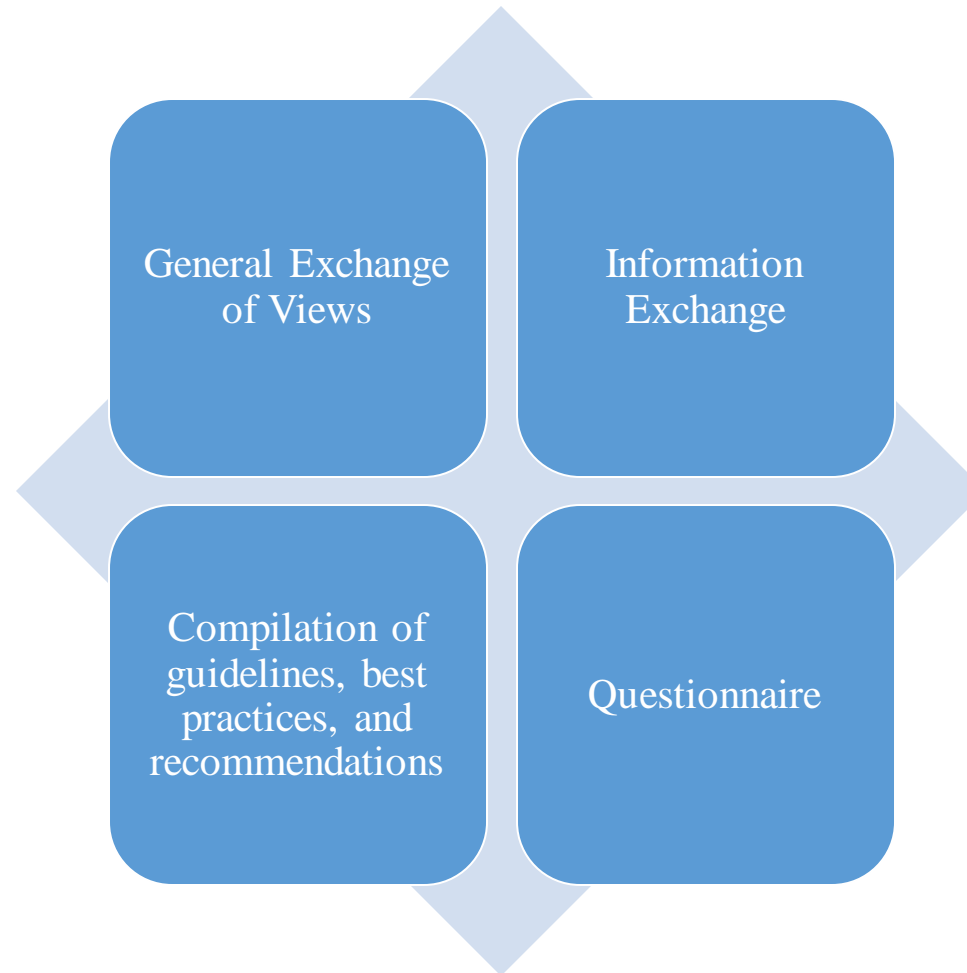 General Exchange
of Views
Information
Exchange
Compilation of
guidelines, best
practices, and
recommendations
Questionnaire